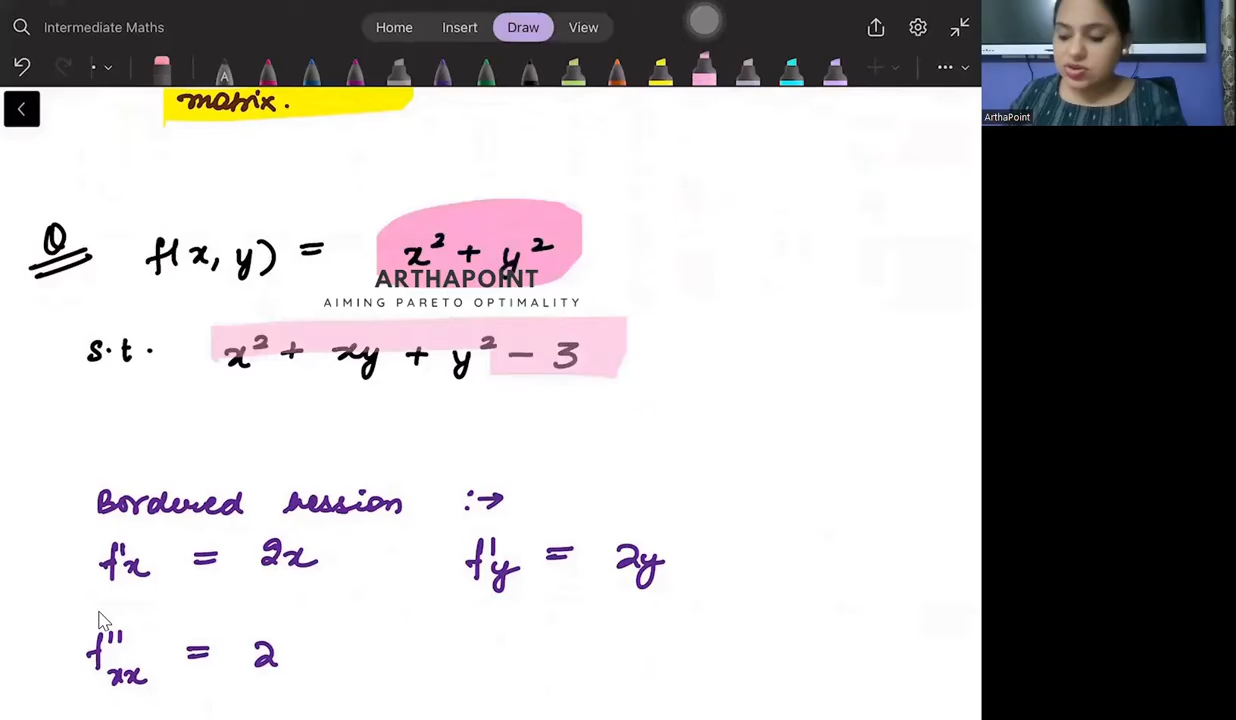 Intermediate Maths
Home Insert Draw View
A
matrix.
Q f(x, y) = x² + y²
ARTHAPOINT
AIMING PARETO OPTIMALITY
s.t. x² + xy + y² - 3
Bordered hession :→
f'x = 2x f'y = 2y
f''xx = 2
ArthaPoint